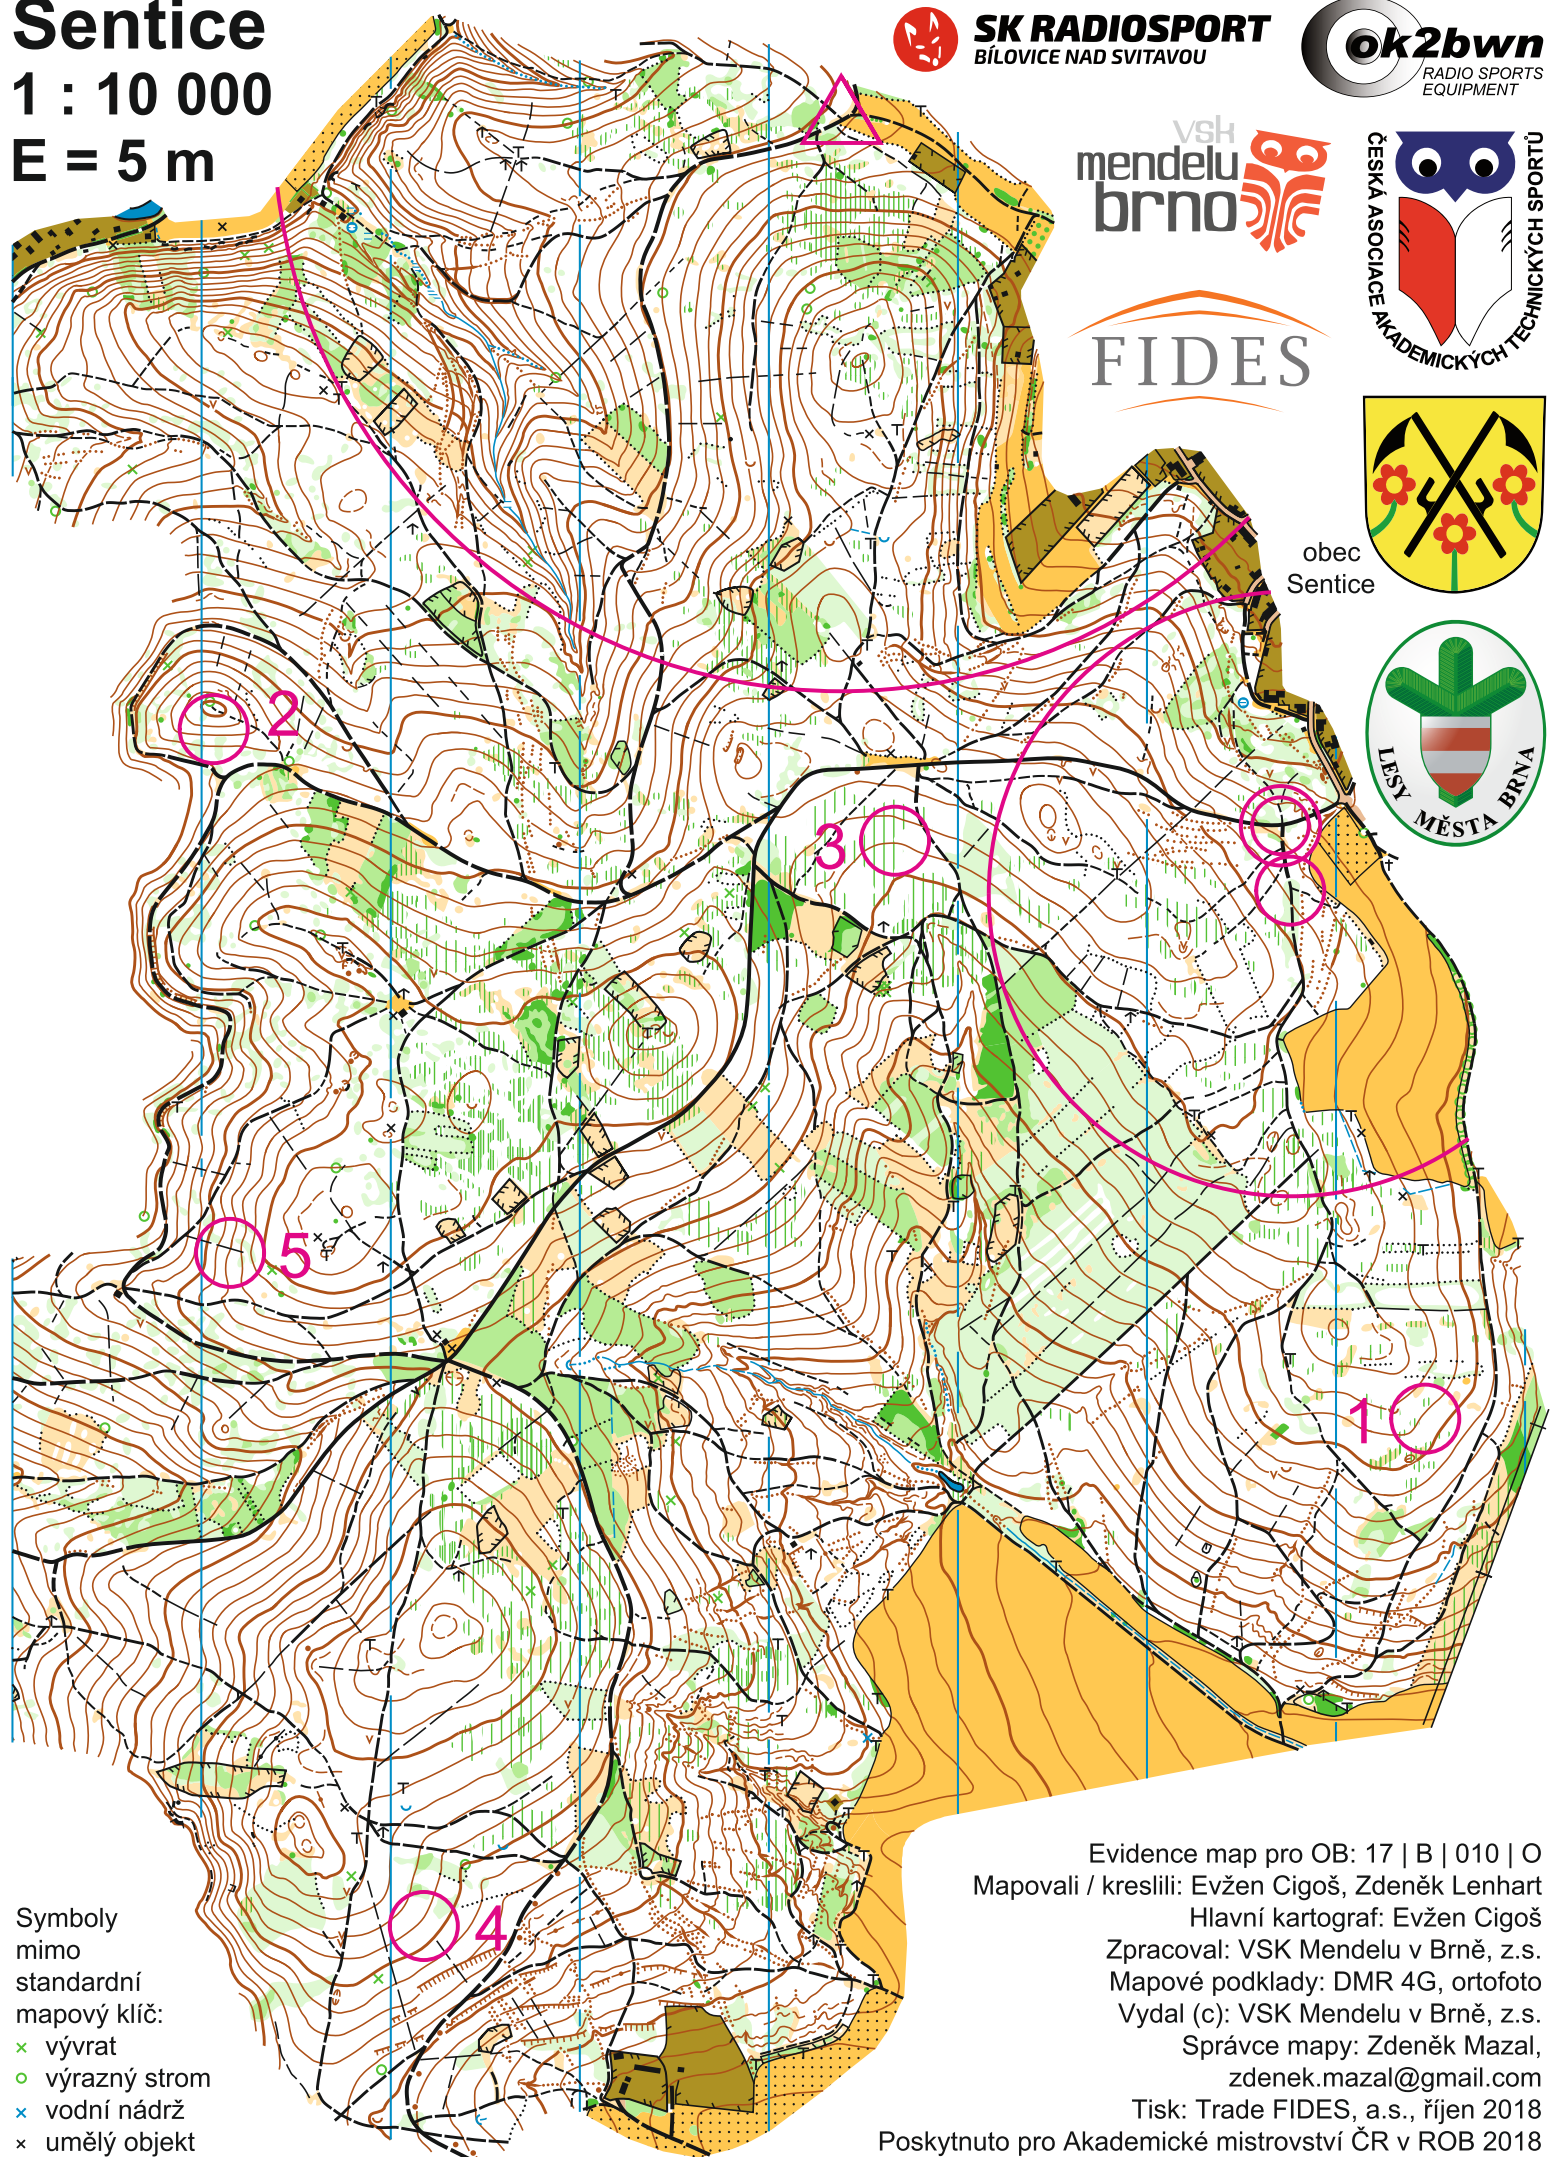 Sentice
1 : 10 000
E = 5 m
SK RADIOSPORT
BÍLOVICE NAD SVITAVOU
ok2bwn
RADIO SPORTS
EQUIPMENT
vsk
mendelu
brno
ČESKÁ ASOCIACE AKADEMICKÝCH TECHNICKÝCH SPORTŮ
FIDES
obec
Sentice
LESY MĚSTA BRNA
2
3
5
1
4
Symboly
mimo
standardní
mapový klíč:
vývrat
výrazný strom
vodní nádrž
umělý objekt
Evidence map pro OB: 17 | B | 010 | O
Mapovali / kreslili: Evžen Cigoš, Zdeněk Lenhart
Hlavní kartograf: Evžen Cigoš
Zpracoval: VSK Mendelu v Brně, z.s.
Mapové podklady: DMR 4G, ortofoto
Vydal (c): VSK Mendelu v Brně, z.s.
Správce mapy: Zdeněk Mazal,
zdenek.mazal@gmail.com
Tisk: Trade FIDES, a.s., říjen 2018
Poskytnuto pro Akademické mistrovství ČR v ROB 2018